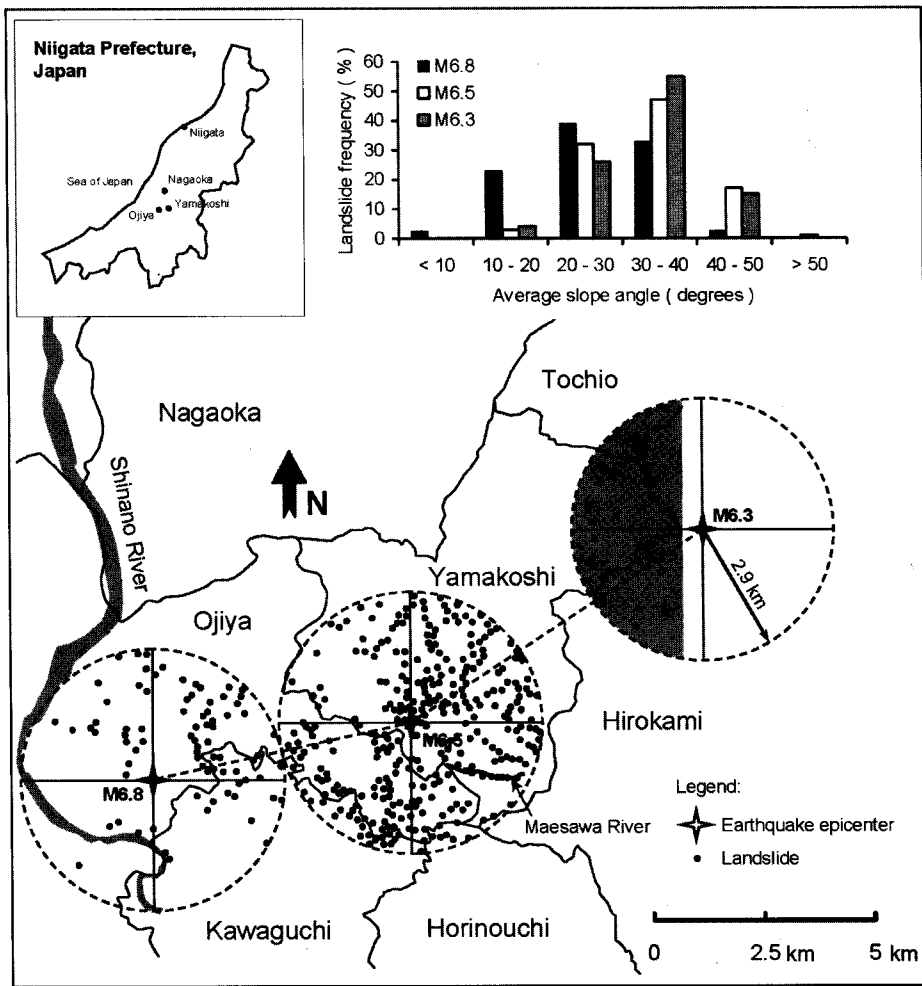 Niigata Prefecture,
Japan
Niigata
Sea of Japan
Nagaoka
Yamakoshi
Ojiya
Landslide frequency ( % )
60
50
40
30
20
10
0
M6.8
M6.5
M6.3
< 10
10 - 20
20 - 30
30 - 40
40 - 50
> 50
Average slope angle ( degrees )
Tochio
Nagaoka
Shinano River
N
M6.3
2.9 km
Yamakoshi
Ojiya
Hirokami
M6.5
M6.8
Maesawa River
Legend:
Earthquake epicenter
Landslide
Kawaguchi
Horinouchi
0
2.5 km
5 km